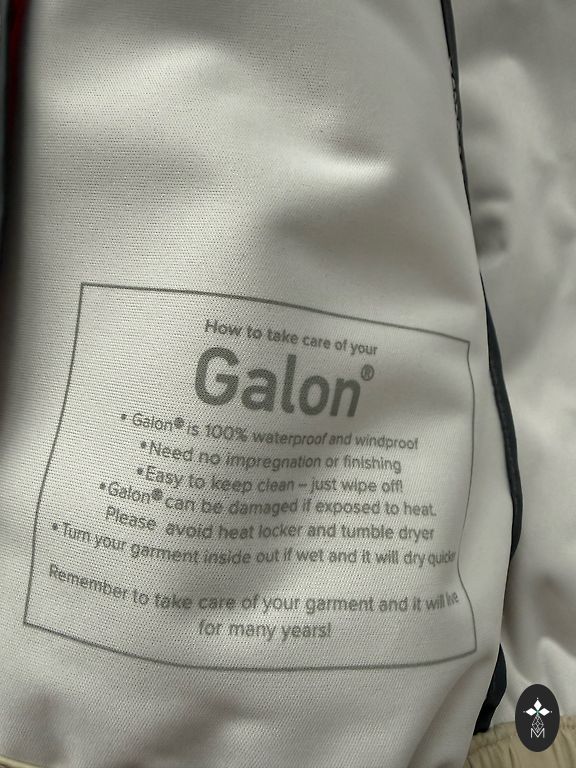 How to take care of your
Galon®
• Galon® is 100% waterproof and windproof
• Need no impregnation or finishing
• Easy to keep clean – just wipe off!
• Galon® can be damaged if exposed to heat.
Please avoid heat locker and tumble dryer
• Turn your garment inside out if wet and it will dry quicker
Remember to take care of your garment and it will live
for many years!
M